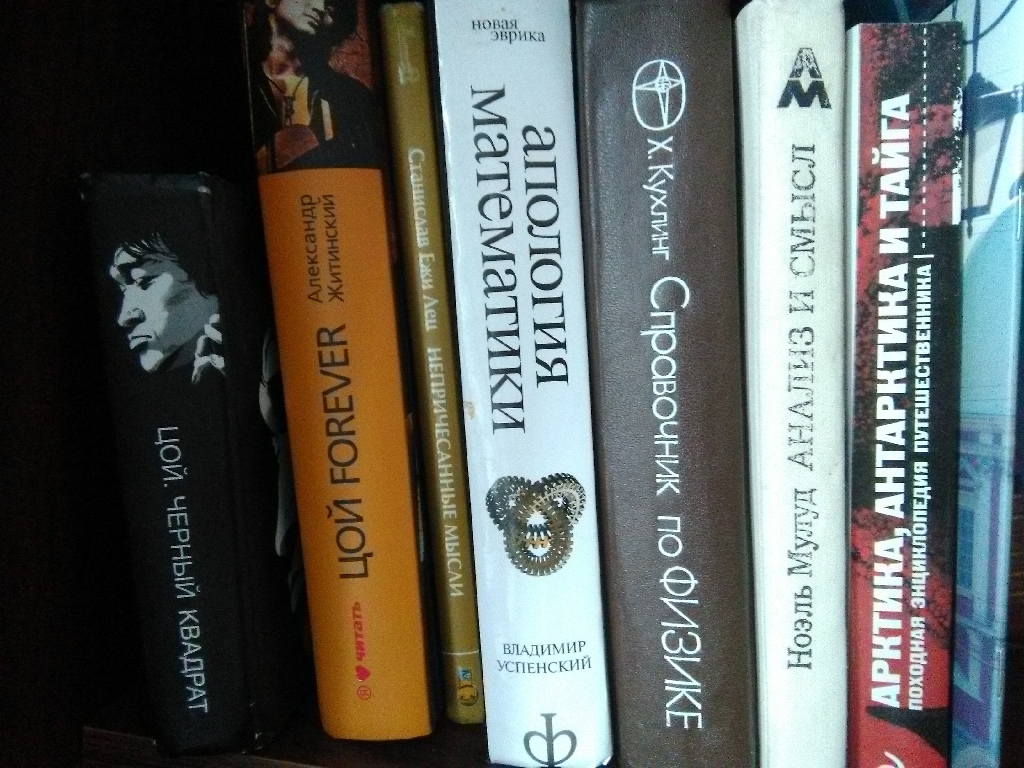 ЦОЙ. ЧЕРНЫЙ КВАДРАТ
Александр
Житинский
ЦОЙ FOREVER
читать
Станислав Ежи Лец НЕПРИЧЕСАННЫЕ МЫСЛИ
новая
эврика
апология
математики
ВЛАДИМИР
УСПЕНСКИЙ
Х. Кухлинг Справочник по ФИЗИКЕ
АМ
Ноэль Мулуд АНАЛИЗ И СМЫСЛ
АРКТИКА, АНТАРКТИКА И ТАЙГА
ПОХОДНАЯ ЭНЦИКЛОПЕДИЯ ПУТЕШЕСТВЕННИКА